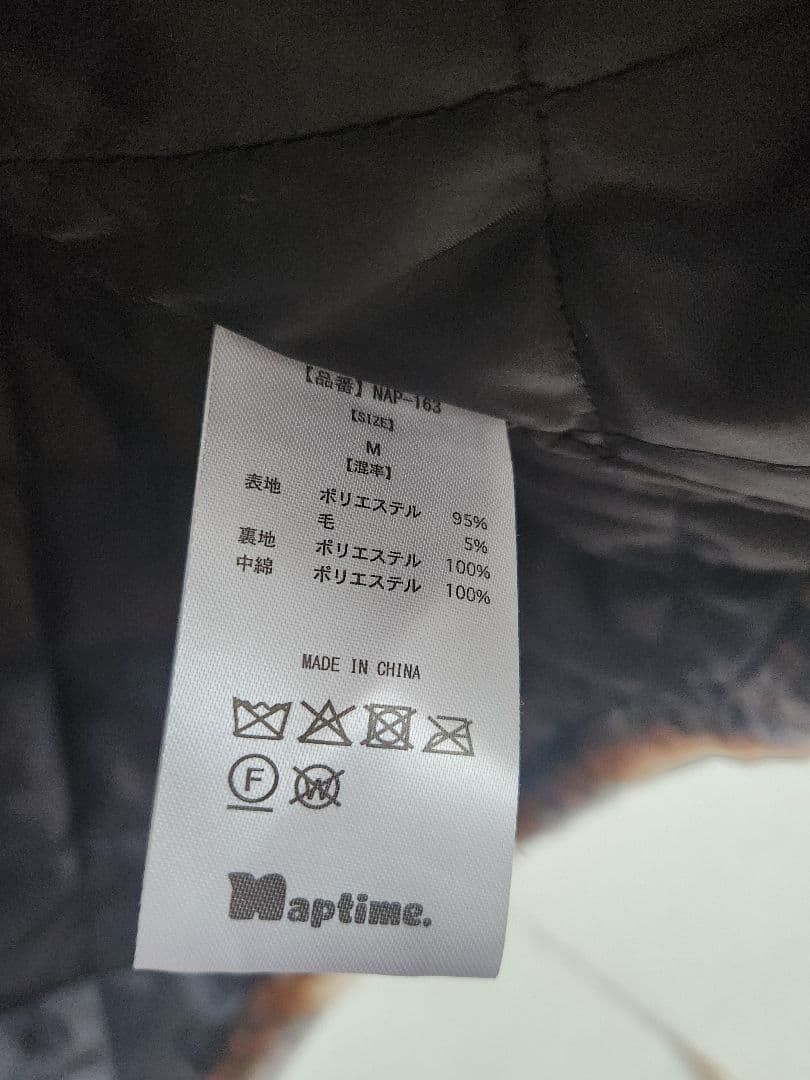 【品番】NAP-163
【SIZE】
M
【混率】
表地 ポリエステル 95%
毛 5%
裏地 ポリエステル 100%
中綿 ポリエステル 100%
MADE IN CHINA
F W
Naptime.